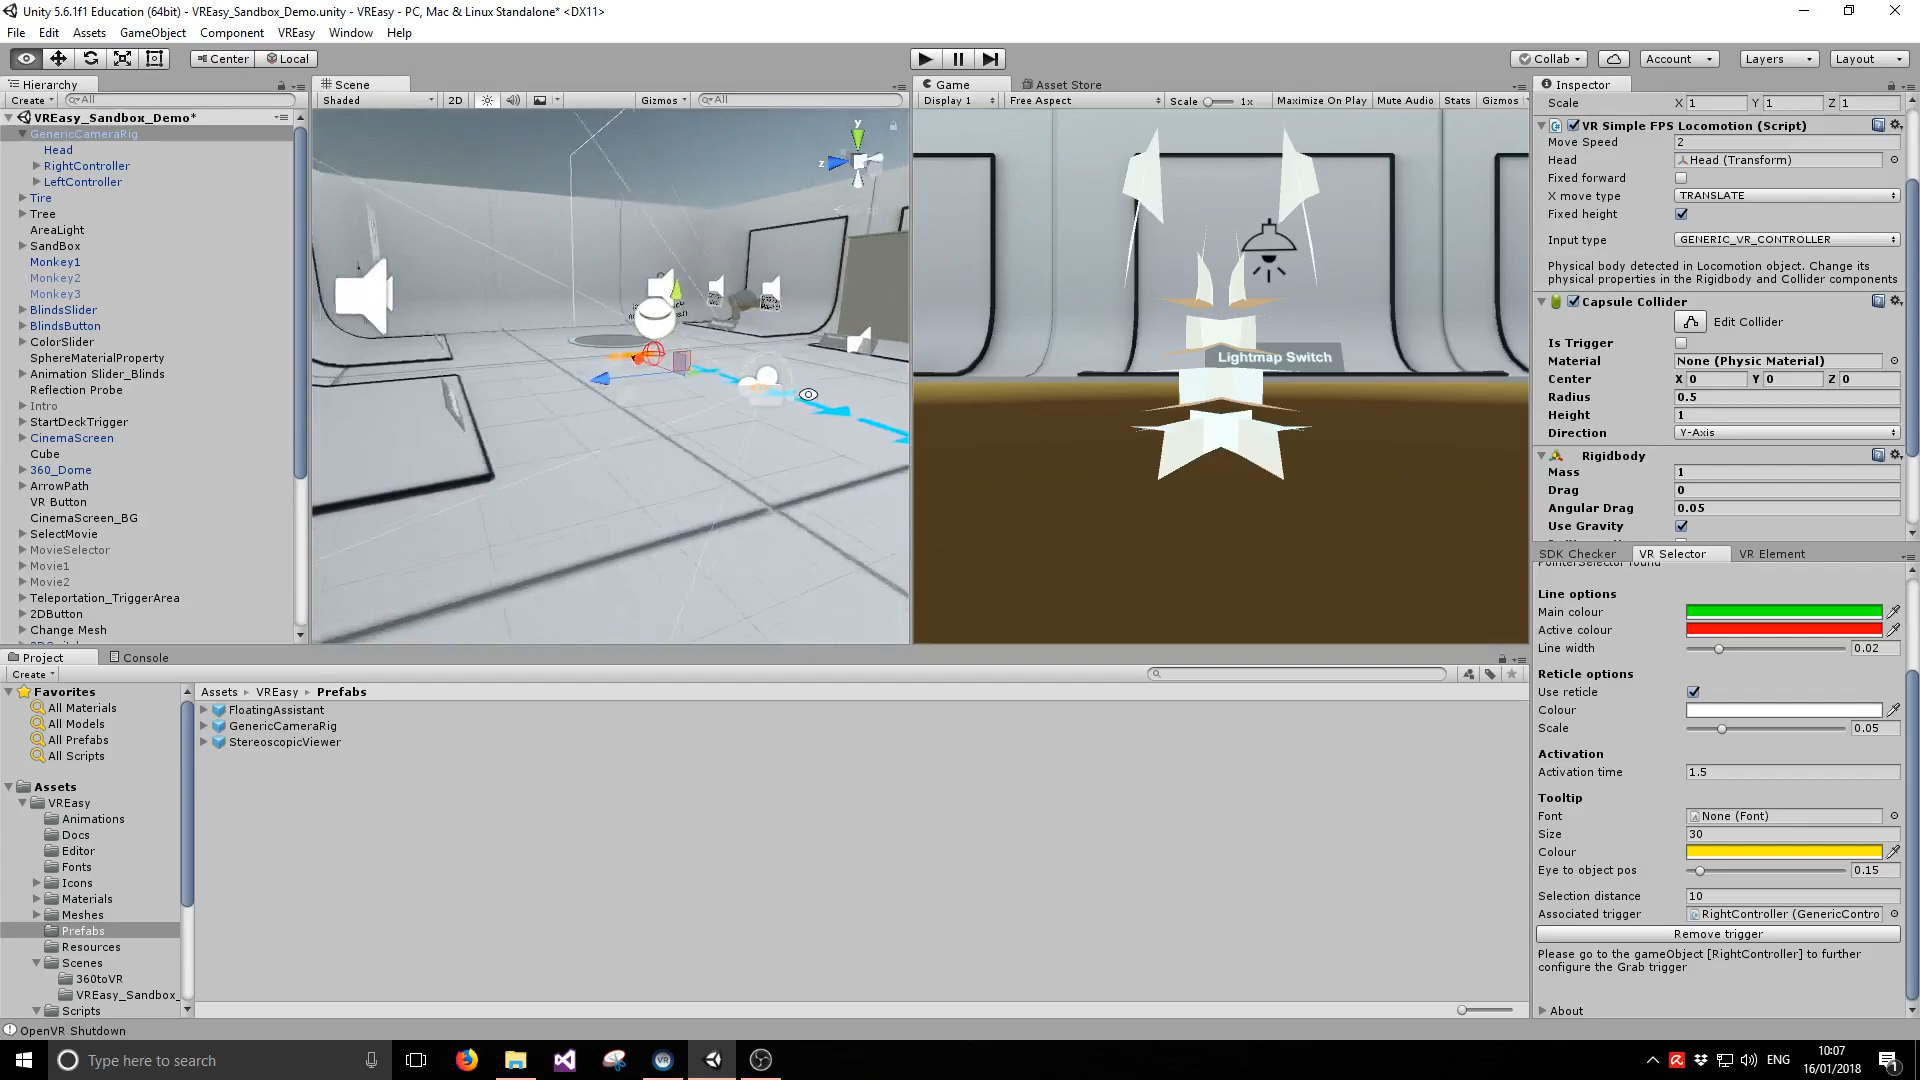 Unity 5.6.1f1 Education (64bit) - VREasy_Sandbox_Demo.unity - VREasy - PC, Mac & Linux Standalone* <DX11>
File Edit Assets GameObject Component VREasy Window Help
Center Local
Collab Account Layers Layout
Hierarchy
Create All
VREasy_Sandbox_Demo*
GenericCameraRig
Head
RightController
LeftController
Tire
Tree
AreaLight
SandBox
Monkey1
Monkey2
Monkey3
BlindsSlider
BlindsButton
ColorSlider
SphereMaterialProperty
Animation Slider_Blinds
Reflection Probe
Intro
StartDeckTrigger
CinemaScreen
Cube
360_Dome
ArrowPath
VR Button
CinemaScreen_BG
SelectMovie
MovieSelector
Movie1
Movie2
Teleportation_TriggerArea
2DButton
Change Mesh
Scene
Shaded 2D Gizmos All
y
z
Game Asset Store
Display 1 Free Aspect Scale 1x Maximize On Play Mute Audio Stats Gizmos
Lightmap Switch
Inspector
Scale X 1 Y 1 Z 1
VR Simple FPS Locomotion (Script)
Move Speed 2
Head Head (Transform)
Fixed forward
X move type TRANSLATE
Fixed height
Input type GENERIC_VR_CONTROLLER
Physical body detected in Locomotion object. Change its
physical properties in the Rigidbody and Collider components
Capsule Collider
Edit Collider
Is Trigger
Material None (Physic Material)
Center X 0 Y 0 Z 0
Radius 0.5
Height 1
Direction Y-Axis
Rigidbody
Mass 1
Drag 0
Angular Drag 0.05
Use Gravity
SDK Checker VR Selector VR Element
PointerSelector found
Line options
Main colour
Active colour
Line width 0.02
Reticle options
Use reticle
Colour
Scale 0.05
Activation
Activation time 1.5
Tooltip
Font None (Font)
Size 30
Colour
Eye to object pos 0.15
Selection distance 10
Associated trigger RightController (GenericContro
Remove trigger
Please go to the gameObject [RightController] to further
configure the Grab trigger
About
Project Console
Create
Favorites
All Materials
All Models
All Prefabs
All Scripts
Assets
VREasy
Animations
Docs
Editor
Fonts
Icons
Materials
Meshes
Prefabs
Resources
Scenes
360toVR
VREasy_Sandbox_
Scripts
Assets VREasy Prefabs
FloatingAssistant
GenericCameraRig
StereoscopicViewer
OpenVR Shutdown
Type here to search
VR
ENG
10:07
16/01/2018
1